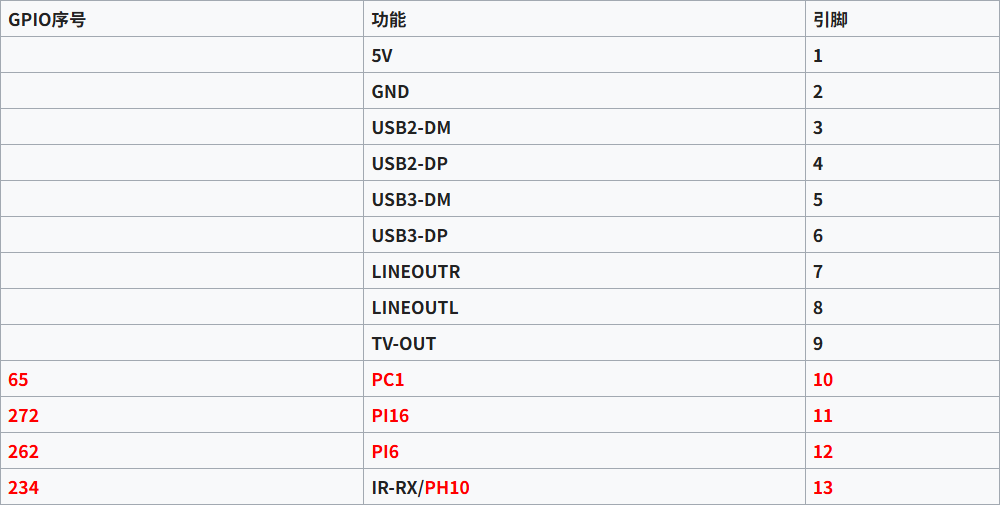 GPIO序号 功能 引脚
5V 1
GND 2
USB2-DM 3
USB2-DP 4
USB3-DM 5
USB3-DP 6
LINEOUTR 7
LINEOUTL 8
TV-OUT 9
65 PC1 10
272 PI16 11
262 PI6 12
234 IR-RX/PH10 13